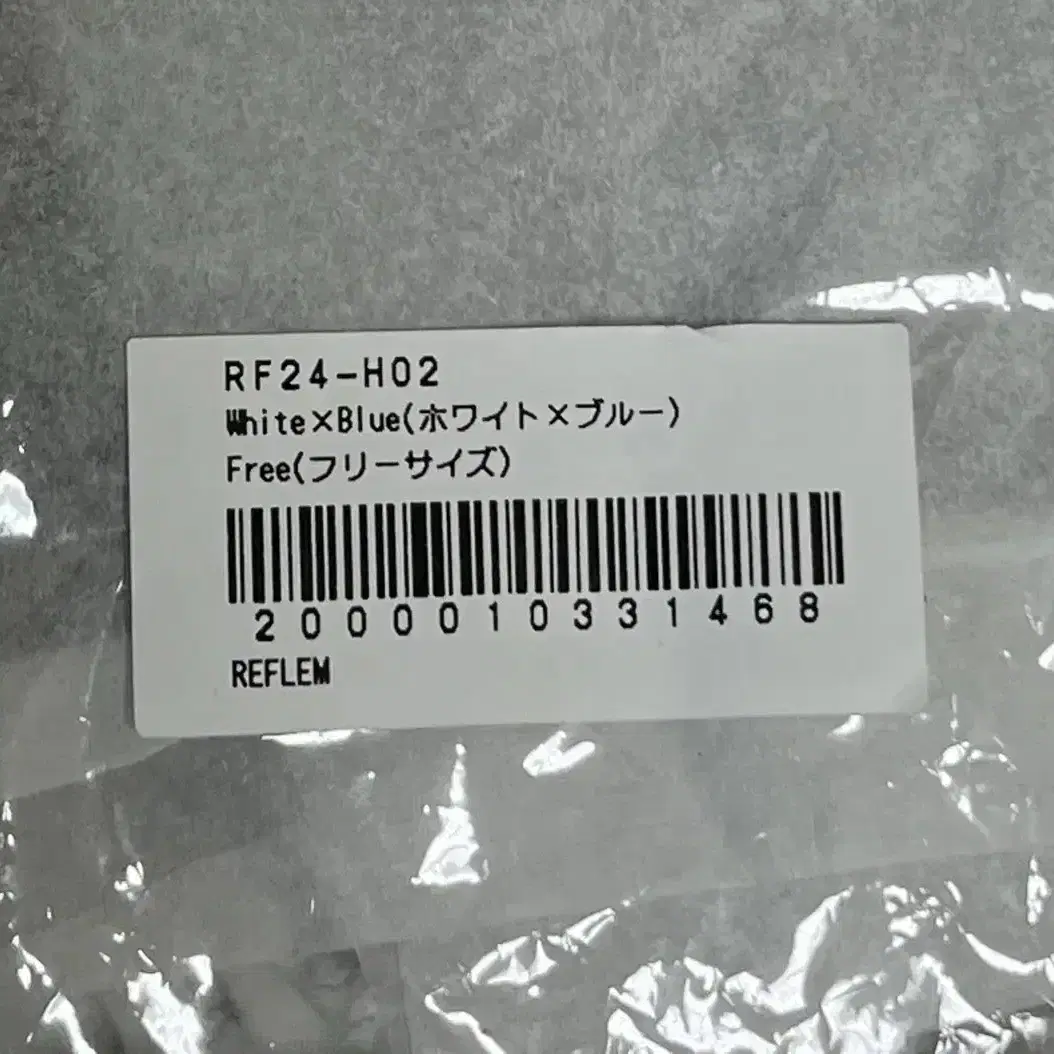 RF24-H02
White×Blue(ホワイト×ブルー)
Free(フリーサイズ)
2000010331468
REFLEM